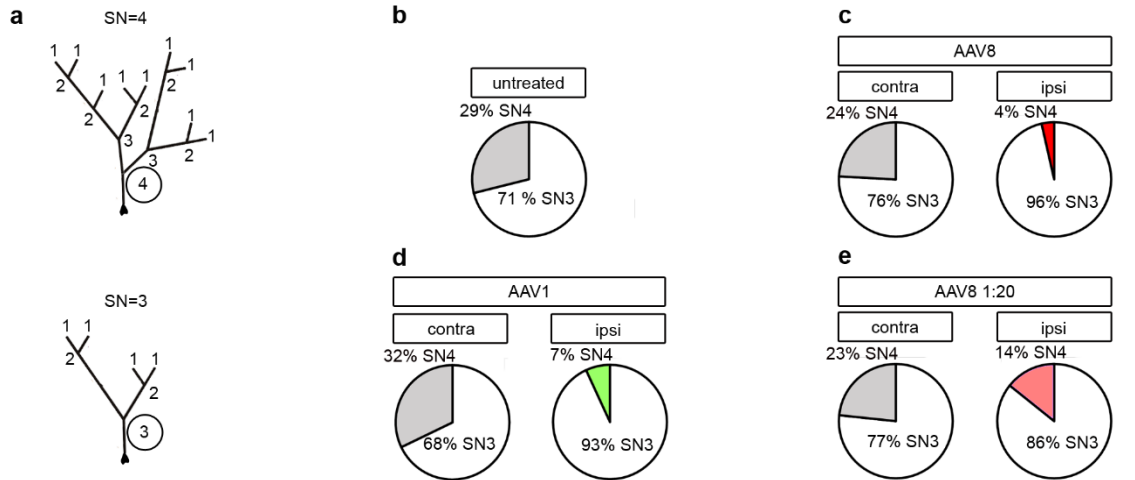 a
SN=4
1
1 1
1
1 1 1
2 2
1
2 2
1
3 3
2
4
SN=3
1 1
1 1
2
2
3
b
untreated
29% SN4
71 % SN3
c
AAV8
contra ipsi
24% SN4 4% SN4
76% SN3 96% SN3
d
AAV1
contra ipsi
32% SN4 7% SN4
68% SN3 93% SN3
e
AAV8 1:20
contra ipsi
23% SN4 14% SN4
77% SN3 86% SN3